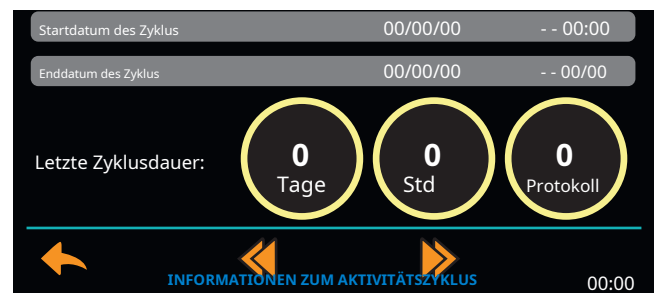 Startdatum des Zyklus 00/00/00 - - 00:00
Enddatum des Zyklus 00/00/00 - - 00/00
Letzte Zyklusdauer:
0 Tage
0 Std
0 Protokoll
INFORMATIONEN ZUM AKTIVITÄTSZYKLUS
00:00